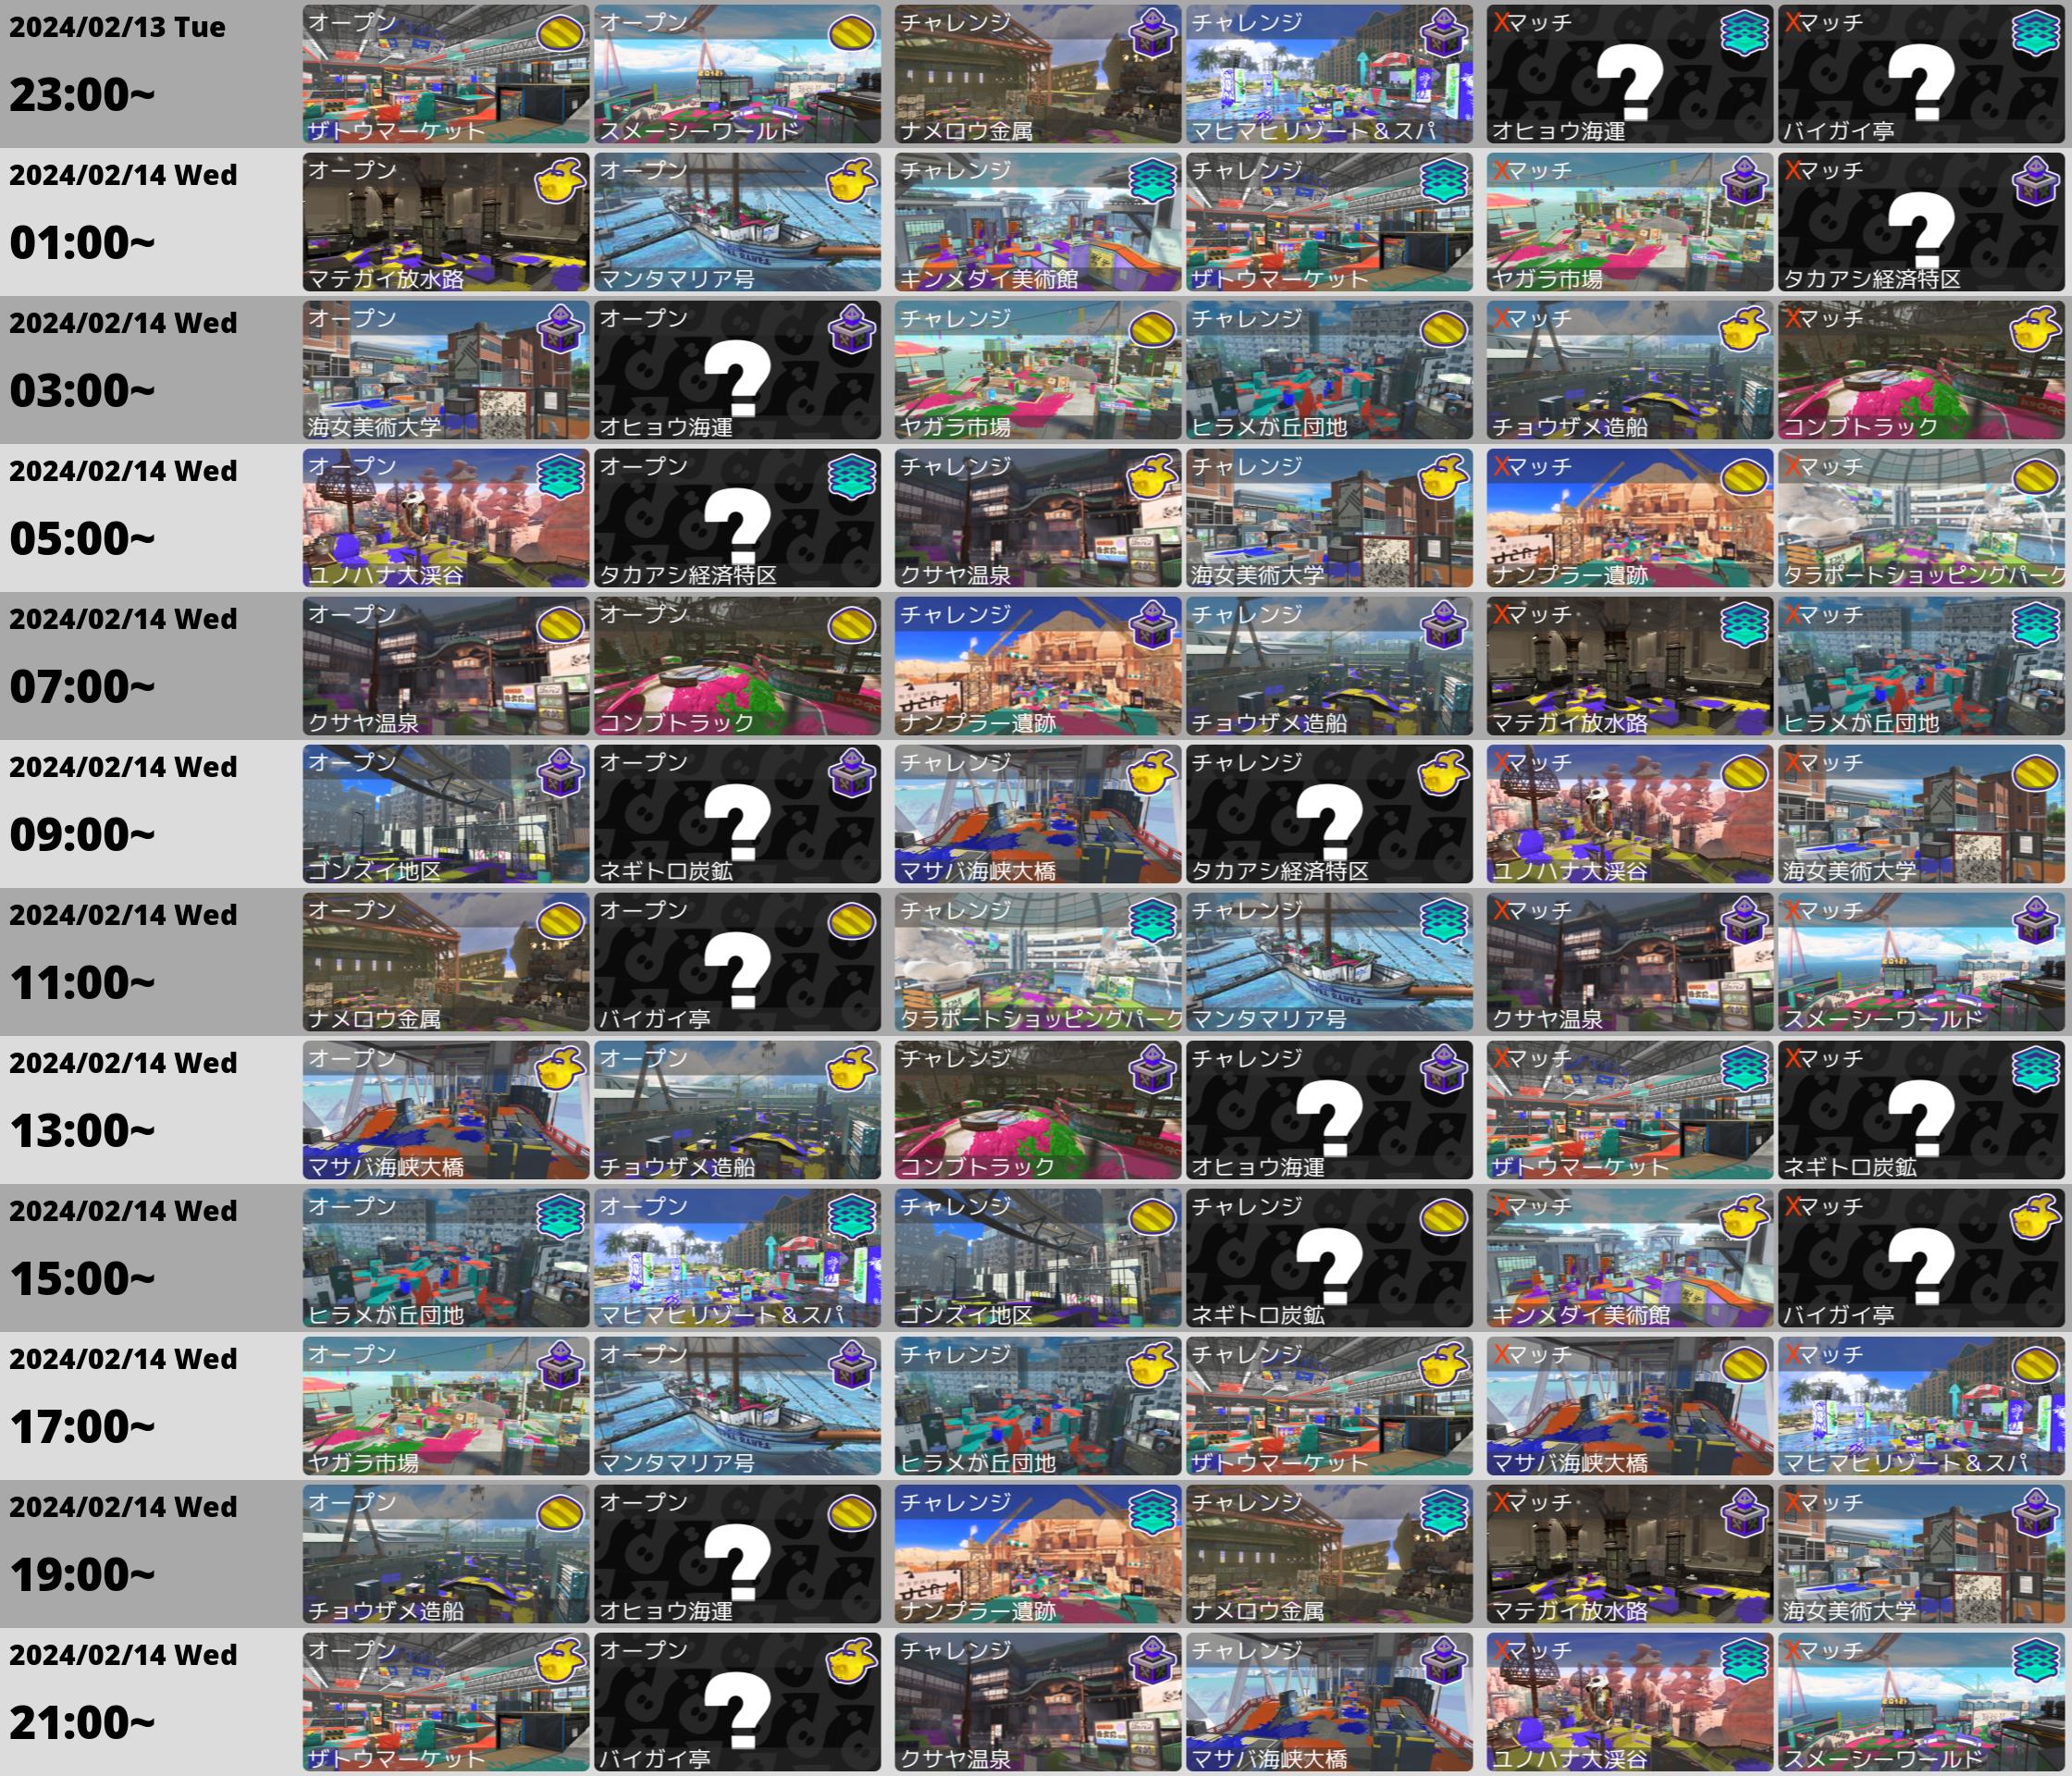 2024/02/13 Tue
23:00~
オープン
ザトウマーケット
オープン
スメーシーワールド
チャレンジ
ナメロウ金属
チャレンジ
マヒマヒリゾート＆スパ
Xマッチ
オヒョウ海運
Xマッチ
バイガイ亭
2024/02/14 Wed
01:00~
オープン
マテガイ放水路
オープン
マンタマリア号
チャレンジ
キンメダイ美術館
チャレンジ
ザトウマーケット
Xマッチ
ヤガラ市場
Xマッチ
タカアシ経済特区
2024/02/14 Wed
03:00~
オープン
海女美術大学
オープン
オヒョウ海運
チャレンジ
ヤガラ市場
チャレンジ
ヒラメが丘団地
Xマッチ
チョウザメ造船
Xマッチ
コンブトラック
2024/02/14 Wed
05:00~
オープン
ユノハナ大渓谷
オープン
タカアシ経済特区
チャレンジ
クサヤ温泉
チャレンジ
海女美術大学
Xマッチ
ナンプラー遺跡
Xマッチ
タラポートショッピングパーク
2024/02/14 Wed
07:00~
オープン
クサヤ温泉
オープン
コンブトラック
チャレンジ
ナンプラー遺跡
チャレンジ
チョウザメ造船
Xマッチ
マテガイ放水路
Xマッチ
ヒラメが丘団地
2024/02/14 Wed
09:00~
オープン
ゴンズイ地区
オープン
ネギトロ炭鉱
チャレンジ
マサバ海峡大橋
チャレンジ
タカアシ経済特区
Xマッチ
ユノハナ大渓谷
Xマッチ
海女美術大学
2024/02/14 Wed
11:00~
オープン
ナメロウ金属
オープン
バイガイ亭
チャレンジ
タラポートショッピングパーク
チャレンジ
マンタマリア号
Xマッチ
クサヤ温泉
Xマッチ
スメーシーワールド
2024/02/14 Wed
13:00~
オープン
マサバ海峡大橋
オープン
チョウザメ造船
チャレンジ
コンブトラック
チャレンジ
オヒョウ海運
Xマッチ
ザトウマーケット
Xマッチ
ネギトロ炭鉱
2024/02/14 Wed
15:00~
オープン
ヒラメが丘団地
オープン
マヒマヒリゾート＆スパ
チャレンジ
ゴンズイ地区
チャレンジ
ネギトロ炭鉱
Xマッチ
キンメダイ美術館
Xマッチ
バイガイ亭
2024/02/14 Wed
17:00~
オープン
ヤガラ市場
オープン
マンタマリア号
チャレンジ
ヒラメが丘団地
チャレンジ
ザトウマーケット
Xマッチ
マサバ海峡大橋
Xマッチ
マヒマヒリゾート＆スパ
2024/02/14 Wed
19:00~
オープン
チョウザメ造船
オープン
オヒョウ海運
チャレンジ
ナンプラー遺跡
チャレンジ
ナメロウ金属
Xマッチ
マテガイ放水路
Xマッチ
海女美術大学
2024/02/14 Wed
21:00~
オープン
ザトウマーケット
オープン
バイガイ亭
チャレンジ
クサヤ温泉
チャレンジ
マサバ海峡大橋
Xマッチ
ユノハナ大渓谷
Xマッチ
スメーシーワールド